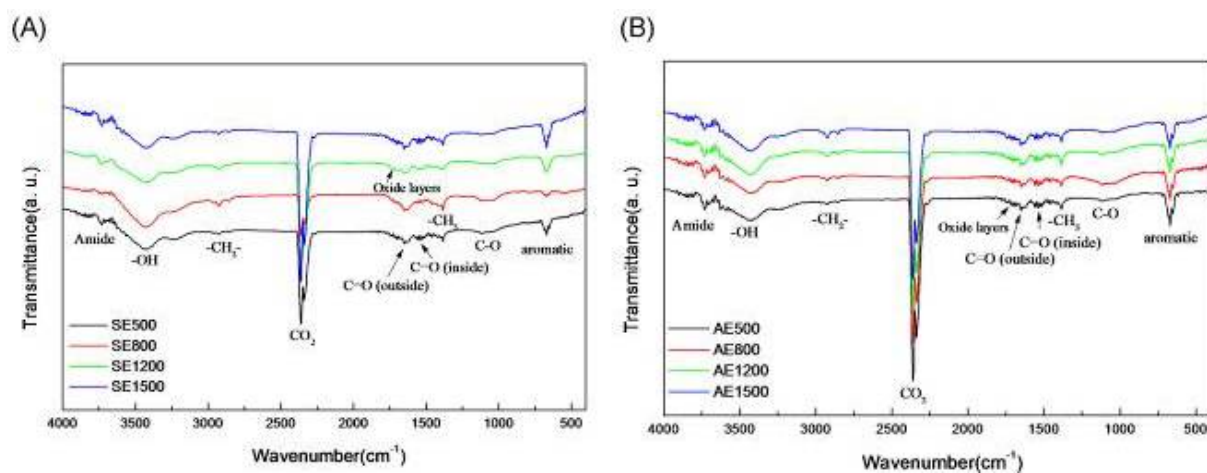 (A)
Transmittance(a. u.)
Amide
-OH
-CH2-
CO2
Oxide layers
-CH3
C=O (inside)
C=O (outside)
C-O
aromatic
SE500
SE800
SE1200
SE1500
4000 3500 3000 2500 2000 1500 1000 500
Wavenumber(cm-1)
(B)
Transmittance(a. u.)
Amide
-OH
-CH2-
Oxide layers
-CH3
C-O
C=O (inside)
C=O (outside)
aromatic
AE500
AE800
AE1200
AE1500
4000 3500 3000 2500 2000 1500 1000 500
Wavenumber(cm-1)